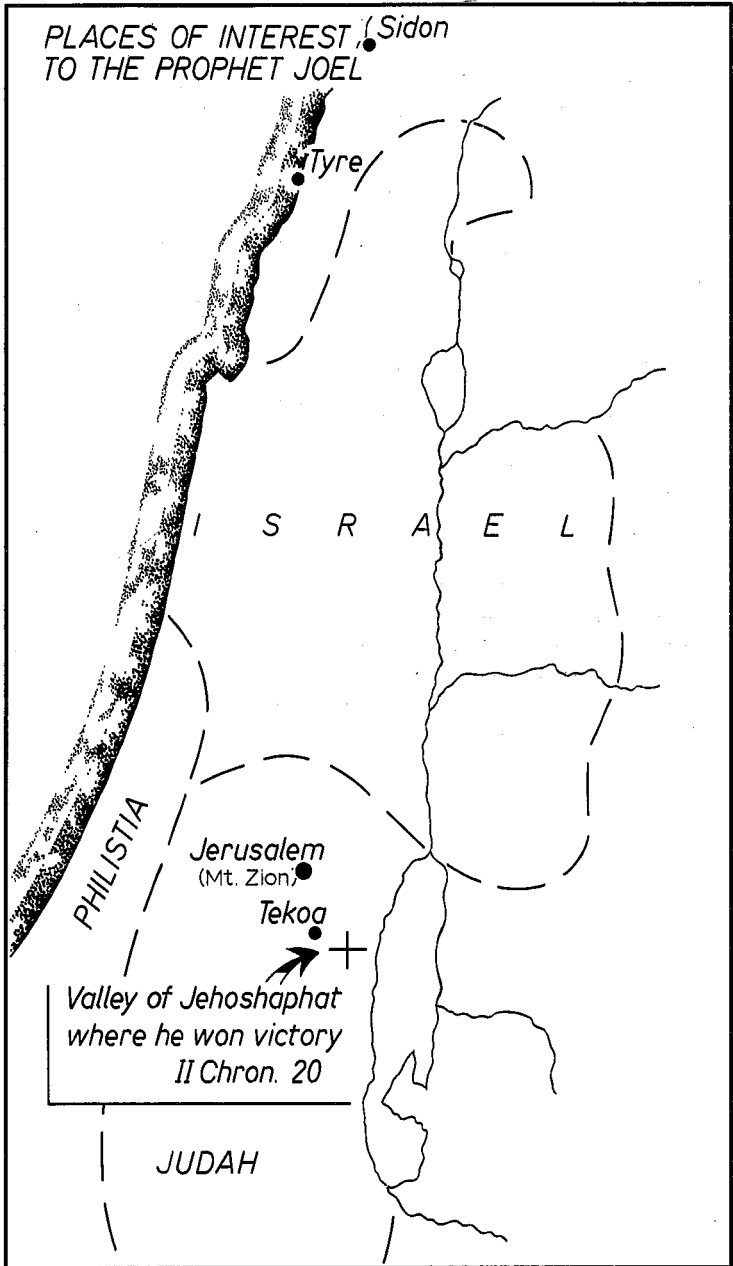 PLACES OF INTEREST
TO THE PROPHET JOEL
Sidon
Tyre
I S R A E L
PHILISTIA
Jerusalem
(Mt. Zion)
Tekoa
Valley of Jehoshaphat
where he won victory
II Chron. 20
JUDAH